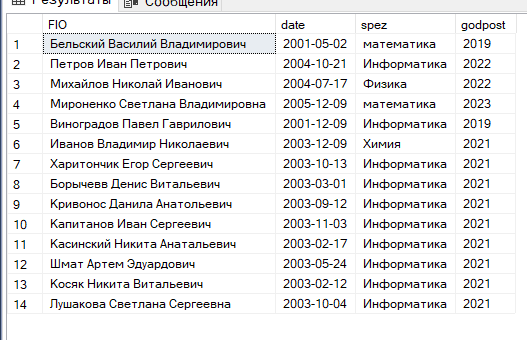 Результаты Сообщения
FIO date spez godpost
1 Бельский Василий Владимирович 2001-05-02 математика 2019
2 Петров Иван Петрович 2004-10-21 Информатика 2022
3 Михайлов Николай Иванович 2004-07-17 Физика 2022
4 Мироненко Светлана Владимировна 2005-12-09 математика 2023
5 Виноградов Павел Гаврилович 2001-12-09 Информатика 2019
6 Иванов Владимир Николаевич 2003-12-09 Химия 2021
7 Харитончик Егор Сергеевич 2003-10-13 Информатика 2021
8 Борычевв Денис Витальевич 2003-03-01 Информатика 2021
9 Кривонос Данила Анатольевич 2003-09-12 Информатика 2021
10 Капитанов Иван Сергеевич 2003-11-03 Информатика 2021
11 Касинский Никита Анатальевич 2003-02-17 Информатика 2021
12 Шмат Артем Эдуардович 2003-05-24 Информатика 2021
13 Косяк Никита Витальевич 2003-02-12 Информатика 2021
14 Лушакова Светлана Сергеевна 2003-10-04 Информатика 2021